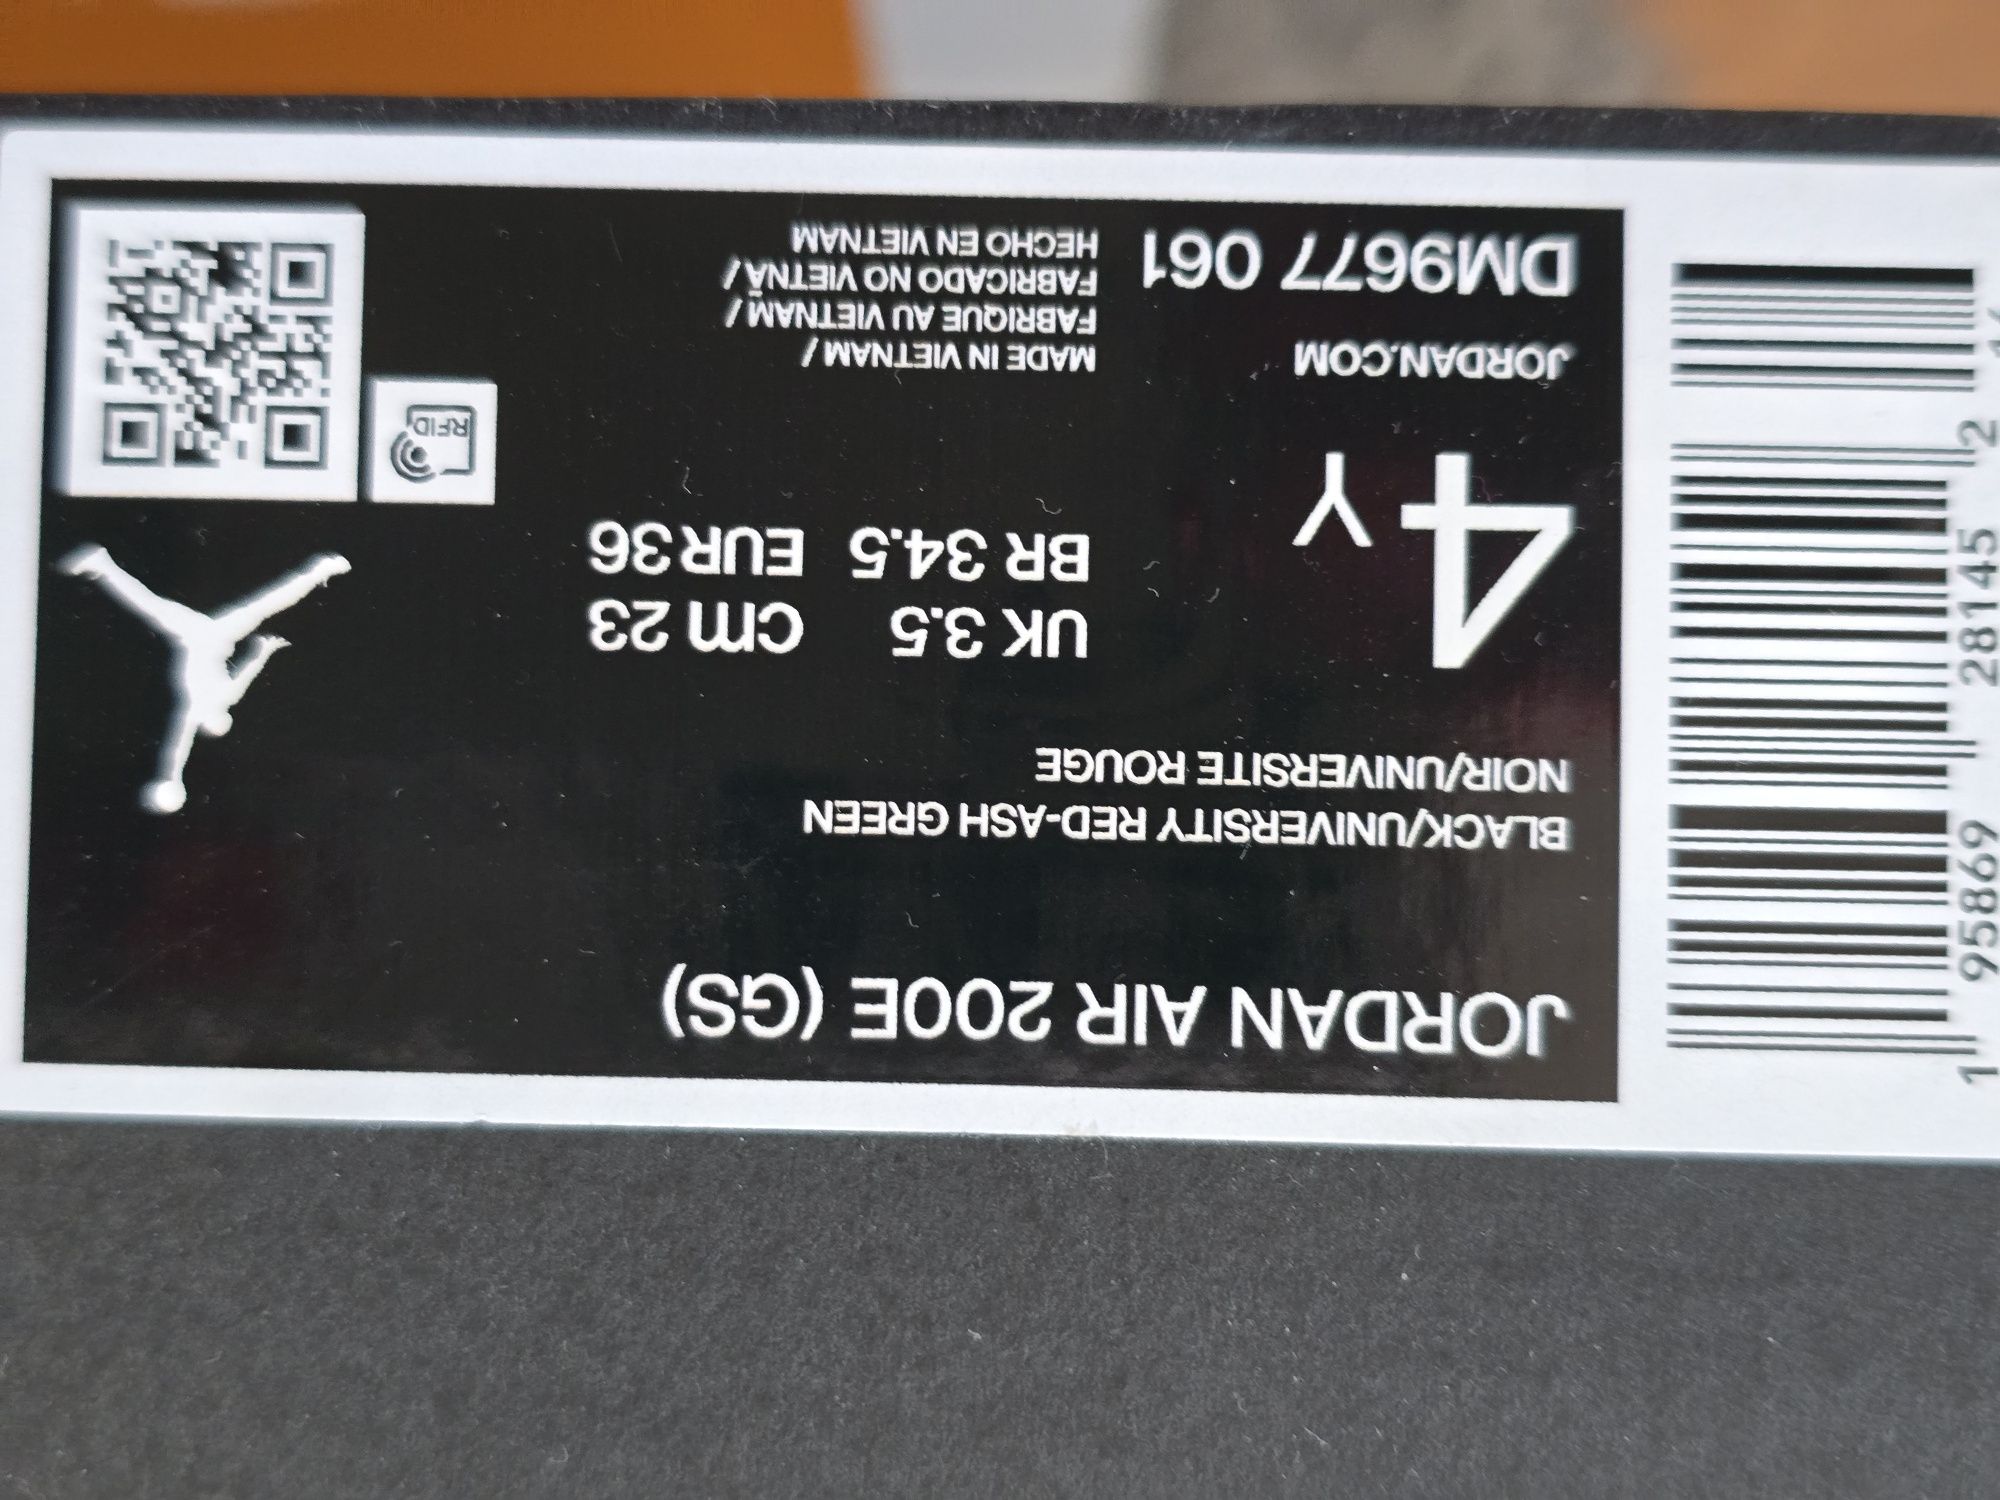 JORDAN AIR 200E (GS)
BLACK/UNIVERSITY RED-ASH GREEN
NOIR/UNIVERSITE ROUGE
4Y
UK 3.5 cm 23
BR 34.5 EUR 36
JORDAN.COM
DM9677 061
MADE IN VIETNAM /
FABRIQUE AU VIETNAM /
FABRICADO NO VIETNÃ /
HECHO EN VIETNAM
RFID
1 95869 28145 2